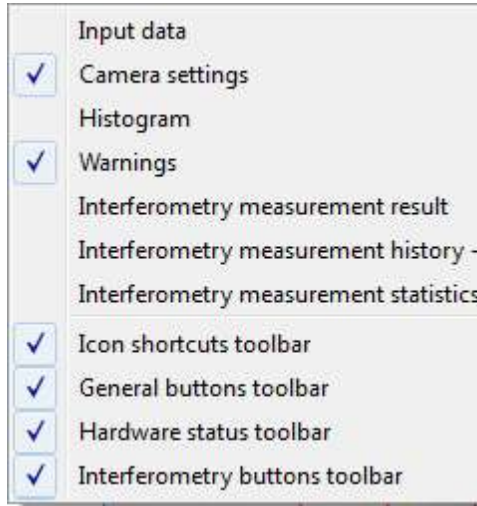 Input data
Camera settings
Histogram
Warnings
Interferometry measurement result
Interferometry measurement history -
Interferometry measurement statistics
Icon shortcuts toolbar
General buttons toolbar
Hardware status toolbar
Interferometry buttons toolbar